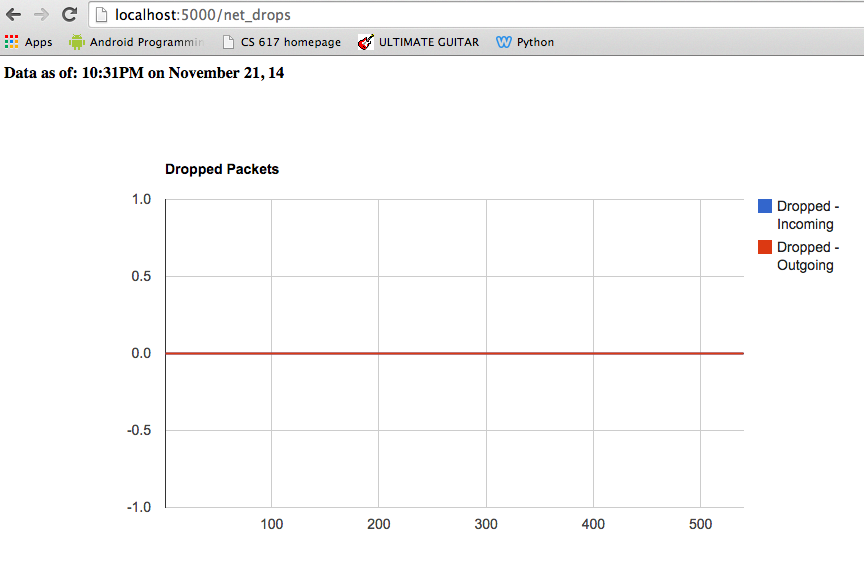 localhost:5000/net_drops
Apps Android Programmin CS 617 homepage ULTIMATE GUITAR Python
Data as of: 10:31PM on November 21, 14
Dropped Packets
1.0
0.5
0.0
-0.5
-1.0
100 200 300 400 500
Dropped -
Incoming
Dropped -
Outgoing